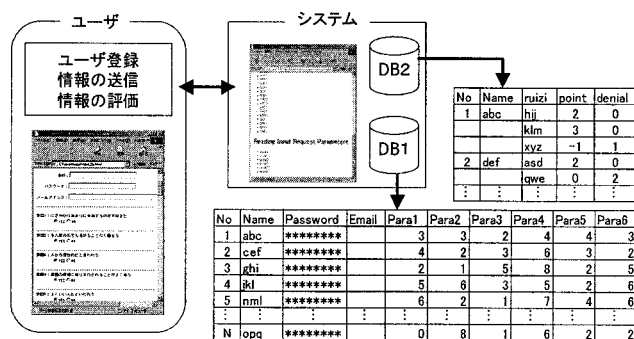 ユーザ
ユーザ登録
情報の送信
情報の評価
システム
Reading Input Request Parameters
DB2
DB1
No Name ruizi point denial
1 abc hij 2 0
klm 3 0
xyz -1 1
2 def asd 2 0
qwe 0 2
: : : : :
No Name Password Email Para1 Para2 Para3 Para4 Para5 Para6
1 abc ******** 3 3 2 4 4 3
2 cef ******** 4 2 3 6 3 2
3 ghi ******** 2 1 5 8 2 5
4 jkl ******** 5 6 3 5 2 6
5 nml ******** 6 2 1 7 4 6
: : : : : : : : : :
N opq ******** 0 8 1 6 2 2